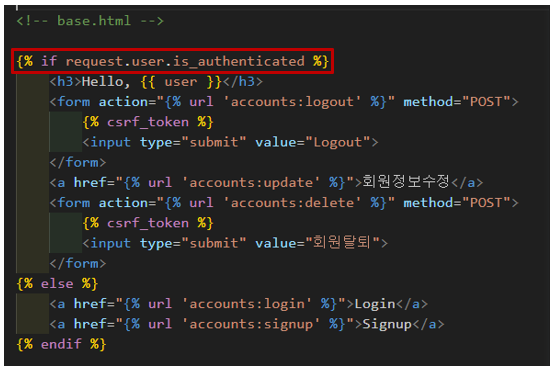 <!-- base.html -->
{% if request.user.is_authenticated %}
<h3>Hello, {{ user }}</h3>
<form action="{% url 'accounts:logout' %}" method="POST">
{% csrf_token %}
<input type="submit" value="Logout">
</form>
<a href="{% url 'accounts:update' %}">회원정보수정</a>
<form action="{% url 'accounts:delete' %}" method="POST">
{% csrf_token %}
<input type="submit" value="회원탈퇴">
</form>
{% else %}
<a href="{% url 'accounts:login' %}">Login</a>
<a href="{% url 'accounts:signup' %}">Signup</a>
{% endif %}